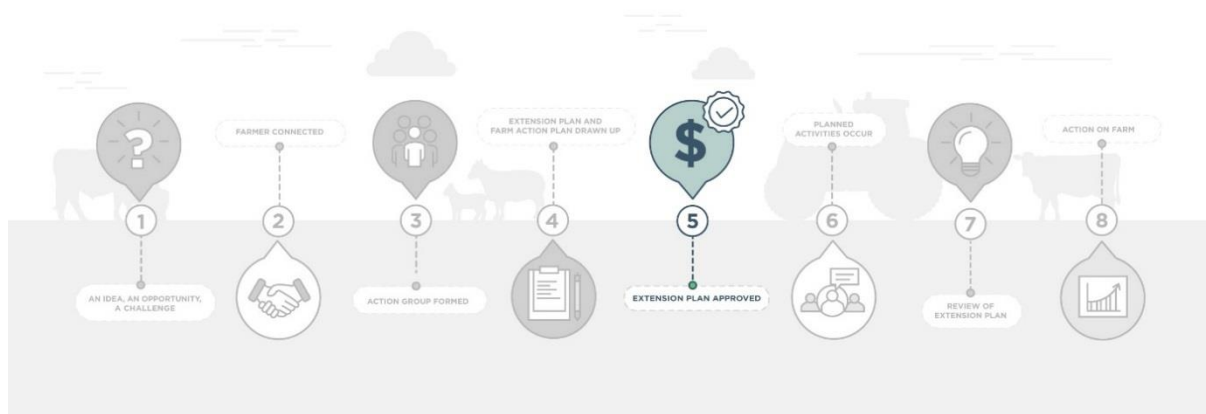 FARMER CONNECTED
EXTENSION PLAN AND
FARM ACTION PLAN DRAWN UP
PLANNED
ACTIVITIES OCCUR
ACTION ON FARM
?
$
1
2
3
4
5
6
7
8
AN IDEA, AN OPPORTUNITY,
A CHALLENGE
ACTION GROUP FORMED
EXTENSION PLAN APPROVED
REVIEW OF
EXTENSION PLAN